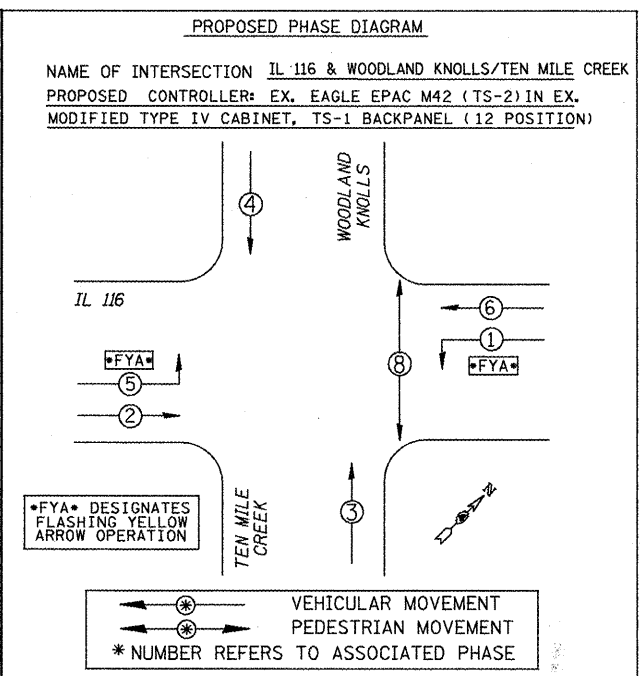 PROPOSED PHASE DIAGRAM
NAME OF INTERSECTION IL 116 & WOODLAND KNOLLS/TEN MILE CREEK
PROPOSED CONTROLLER: EX. EAGLE EPAC M42 (TS-2) IN EX.
MODIFIED TYPE IV CABINET, TS-1 BACKPANEL (12 POSITION)
4
WOODLAND
KNOLLS
IL 116
6
1
*FYA*
*FYA*
5
2
8
3
*FYA* DESIGNATES
FLASHING YELLOW
ARROW OPERATION
TEN MILE
CREEK
N
* VEHICULAR MOVEMENT
* PEDESTRIAN MOVEMENT
* NUMBER REFERS TO ASSOCIATED PHASE